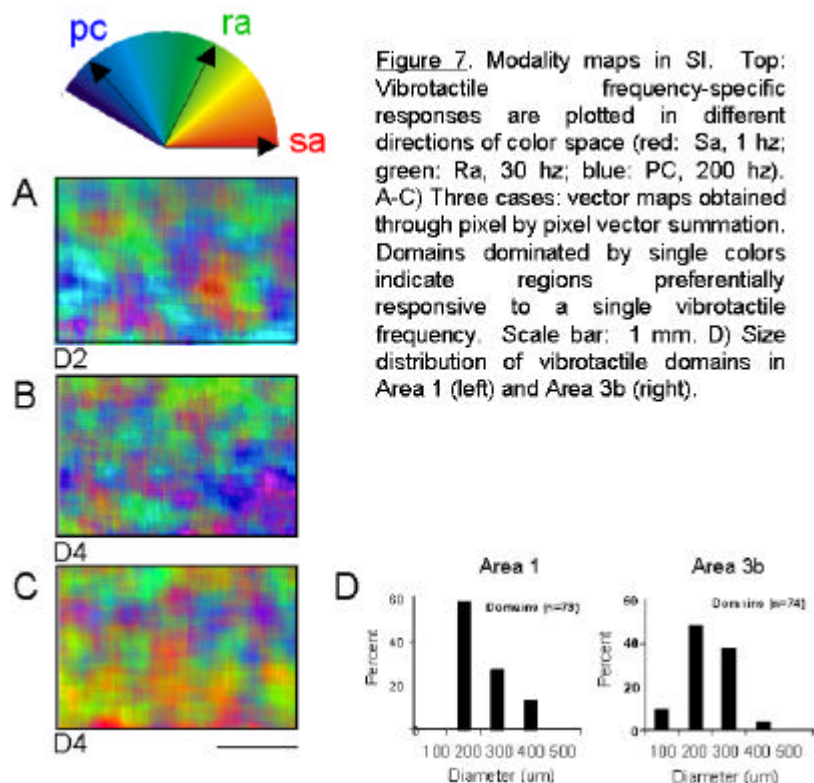 pc
ra
sa
Figure 7. Modality maps in SI. Top:
Vibrotactile frequency-specific
responses are plotted in different
directions of color space (red: Sa, 1 hz;
green: Ra, 30 hz; blue: PC, 200 hz).
A-C) Three cases: vector maps obtained
through pixel by pixel vector summation.
Domains dominated by single colors
indicate regions preferentially
responsive to a single vibrotactile
frequency. Scale bar: 1 mm. D) Size
distribution of vibrotactile domains in
Area 1 (left) and Area 3b (right).
A
D2
B
D4
C
D4
D
Area 1
Domains (n=73)
Percent
60
40
20
0
100 200 300 400 500
Diameter (um)
Area 3b
Domains (n=74)
Percent
60
40
20
0
100 200 300 400 500
Diameter (um)